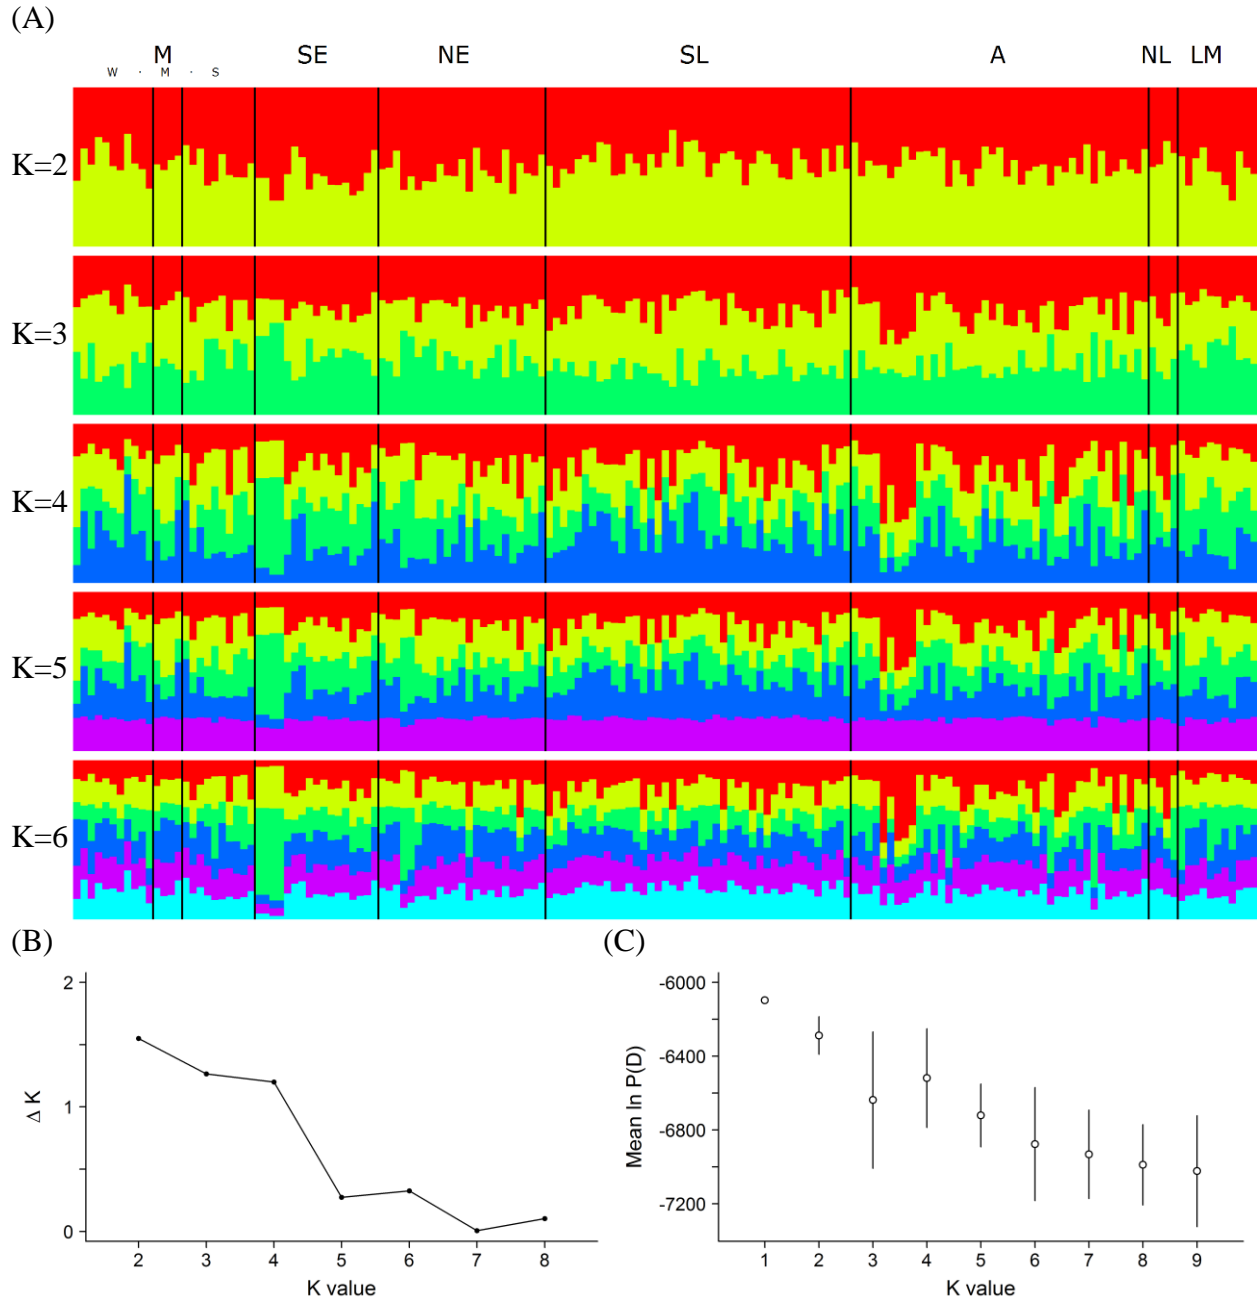 (A)
M SE NE SL A NL LM
W · M · S
K=2
K=3
K=4
K=5
K=6
(B)
2
1
0
Δ K
2 3 4 5 6 7 8
K value
(C)
-6000
-6400
-6800
-7200
Mean ln P(D)
1 2 3 4 5 6 7 8 9
K value